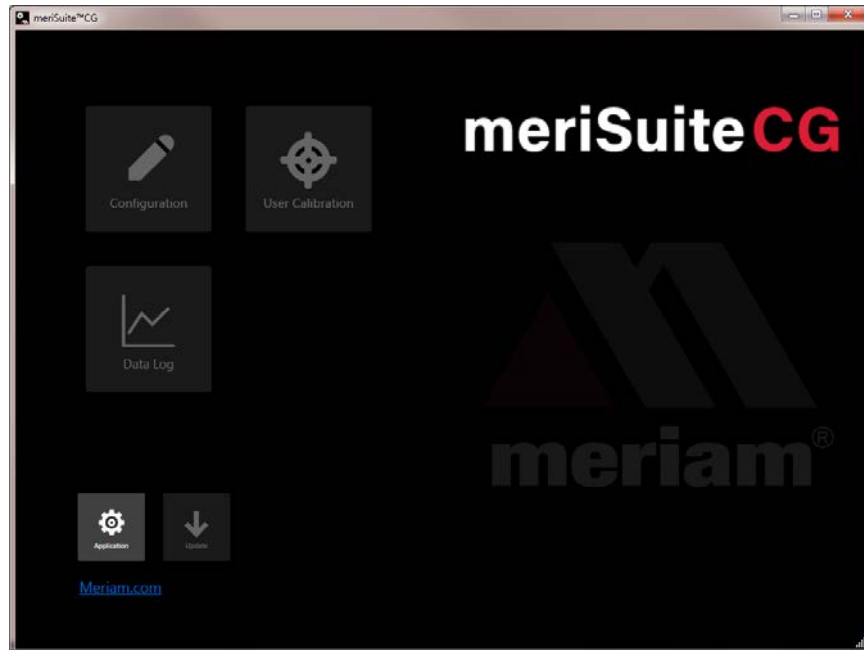 meriSuite™CG
meriSuite CG
Configuration
User Calibration
Data Log
meriam®
Application
Update
Meriam.com